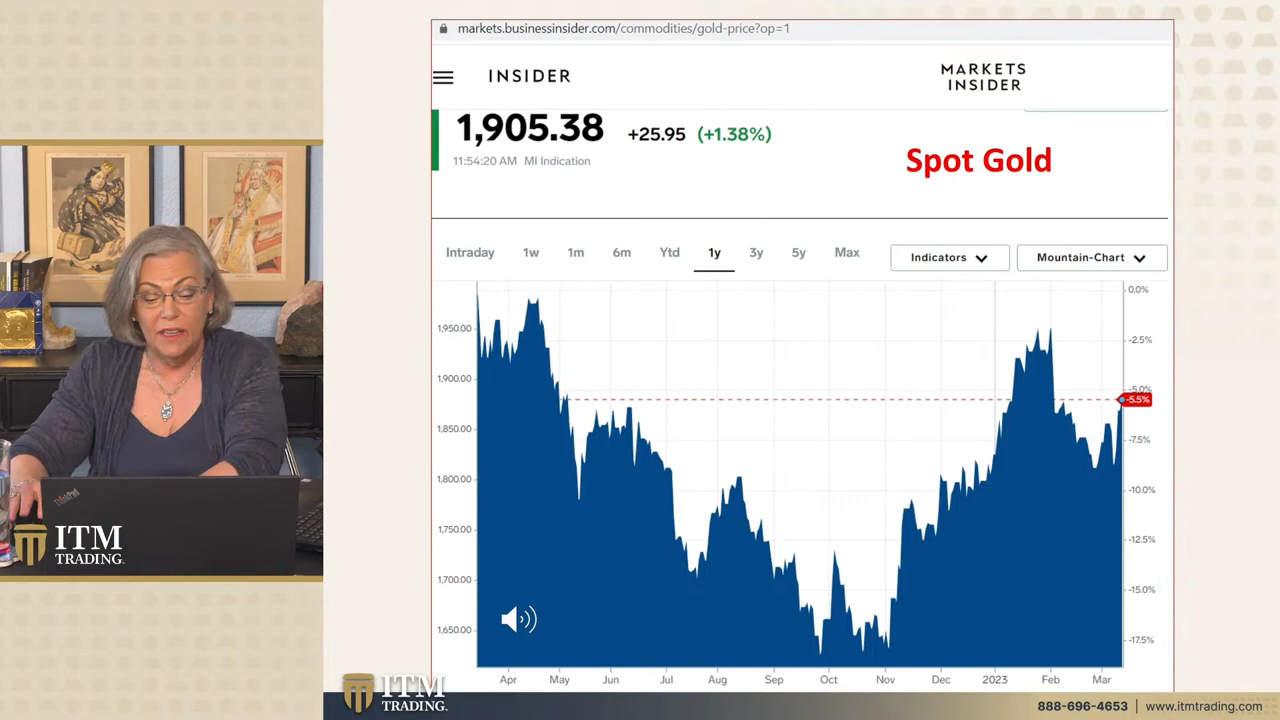 markets.businessinsider.com/commodities/gold-price?op=1
INSIDER
MARKETS
INSIDER
1,905.38 +25.95 (+1.38%)
11:54:20 AM MI Indication
Spot Gold
Intraday 1w 1m 6m Ytd 1y 3y 5y Max
Indicators Mountain-Chart
0.0%
1,950.00
-2.5%
1,900.00
-5.0%
-5.5%
1,850.00
-7.5%
1,800.00
-10.0%
1,750.00
-12.5%
1,700.00
-15.0%
1,650.00
-17.5%
Apr May Jun Jul Aug Sep Oct Nov Dec 2023 Feb Mar
ThinkPad
ITM
TRADING
ITM
TRADING
888-696-4653 | www.itmtrading.com